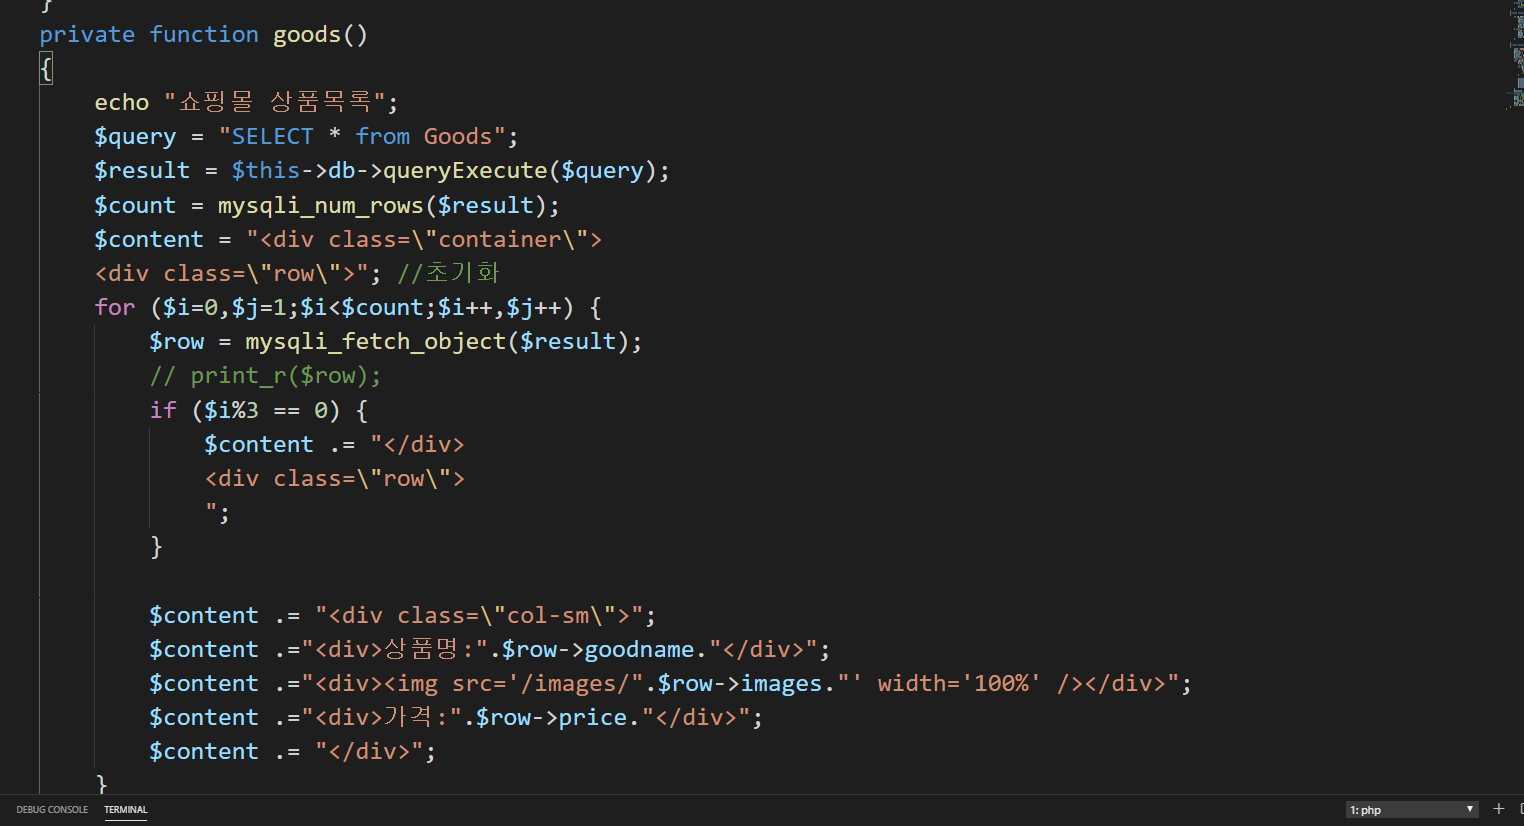 }
private function goods()
{
echo "쇼핑몰 상품목록";
$query = "SELECT * from Goods";
$result = $this->db->queryExecute($query);
$count = mysqli_num_rows($result);
$content = "<div class=\"container\">
<div class=\"row\">"; //초기화
for ($i=0,$j=1;$i<$count;$i++,$j++) {
$row = mysqli_fetch_object($result);
// print_r($row);
if ($i%3 == 0) {
$content .= "</div>
<div class=\"row\">
";
}
$content .= "<div class=\"col-sm\">";
$content .="<div>상품명:".$row->goodname."</div>";
$content .="<div><img src='/images/".$row->images."' width='100%' /></div>";
$content .="<div>가격:".$row->price."</div>";
$content .= "</div>";
}
DEBUG CONSOLE TERMINAL 1: php